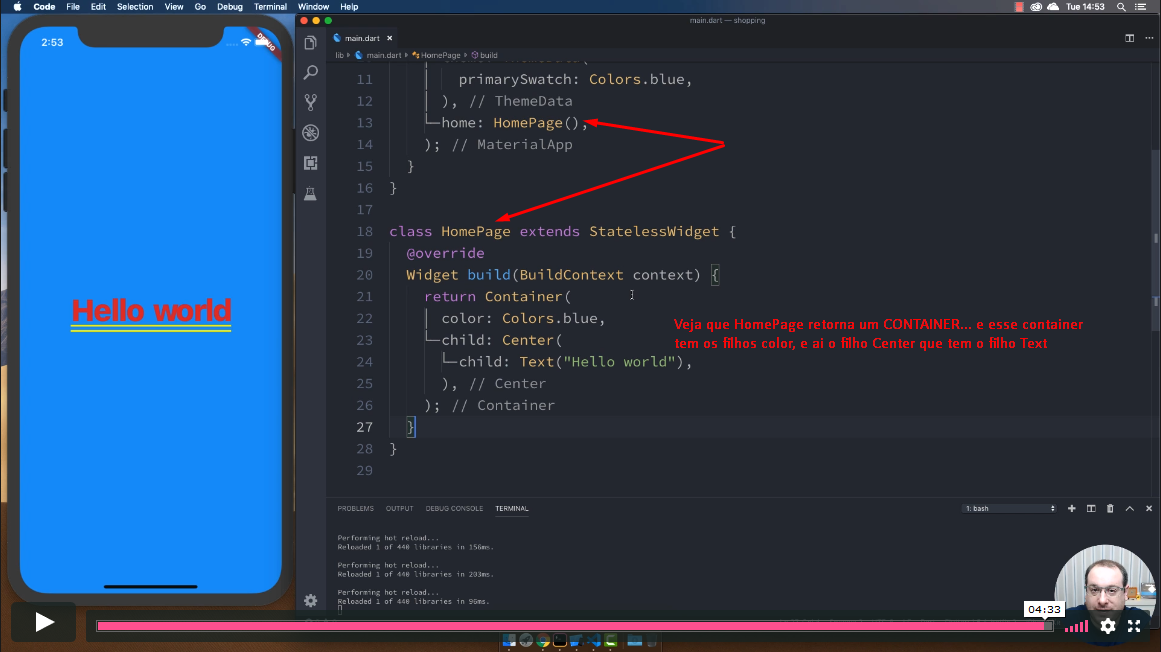 Code File Edit Selection View Go Debug Terminal Window Help
Tue 14:53
main.dart — shopping
2:53
DEBUG
Hello world
main.dart ×
lib main.dart HomePage build
11 primarySwatch: Colors.blue,
12 ), // ThemeData
13 home: HomePage(),
14 ); // MaterialApp
15 }
16 }
17
18 class HomePage extends StatelessWidget {
19 @override
20 Widget build(BuildContext context) {
21 return Container(
22 color: Colors.blue,
23 child: Center(
24 child: Text("Hello world"),
25 ), // Center
26 ); // Container
27 }
28 }
29
Veja que HomePage retorna um CONTAINER... e esse container
tem os filhos color, e ai o filho Center que tem o filho Text
PROBLEMS OUTPUT DEBUG CONSOLE TERMINAL
1: bash
Performing hot reload...
Reloaded 1 of 440 libraries in 156ms.
Performing hot reload...
Reloaded 1 of 440 libraries in 203ms.
Performing hot reload...
Reloaded 1 of 440 libraries in 96ms.
04:33